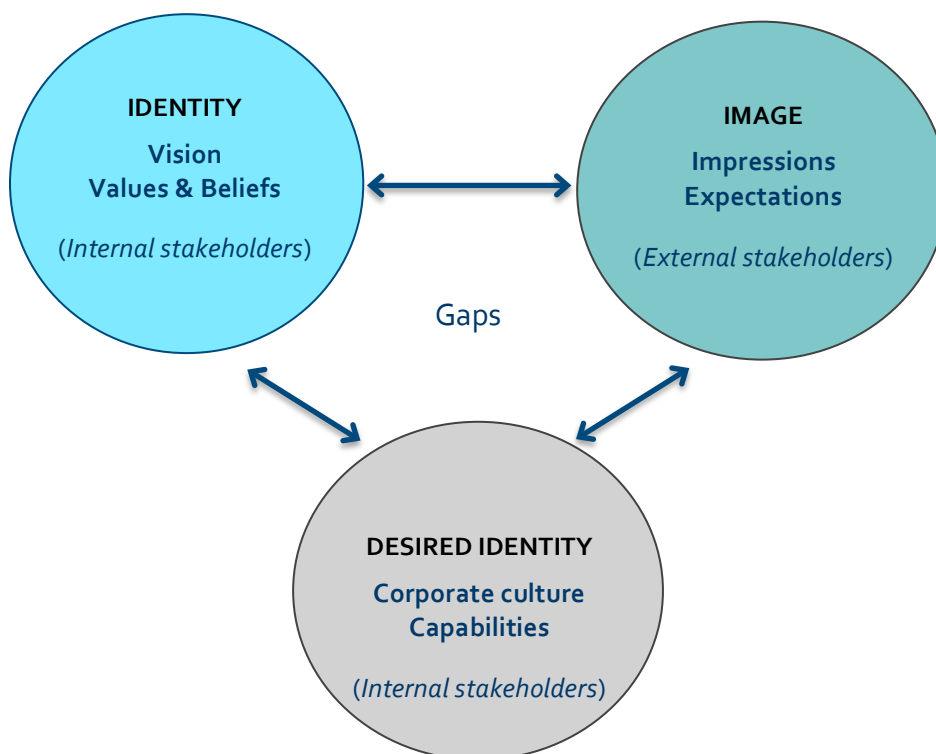 IDENTITY
Vision
Values & Beliefs
(Internal stakeholders)
IMAGE
Impressions
Expectations
(External stakeholders)
Gaps
DESIRED IDENTITY
Corporate culture
Capabilities
(Internal stakeholders)